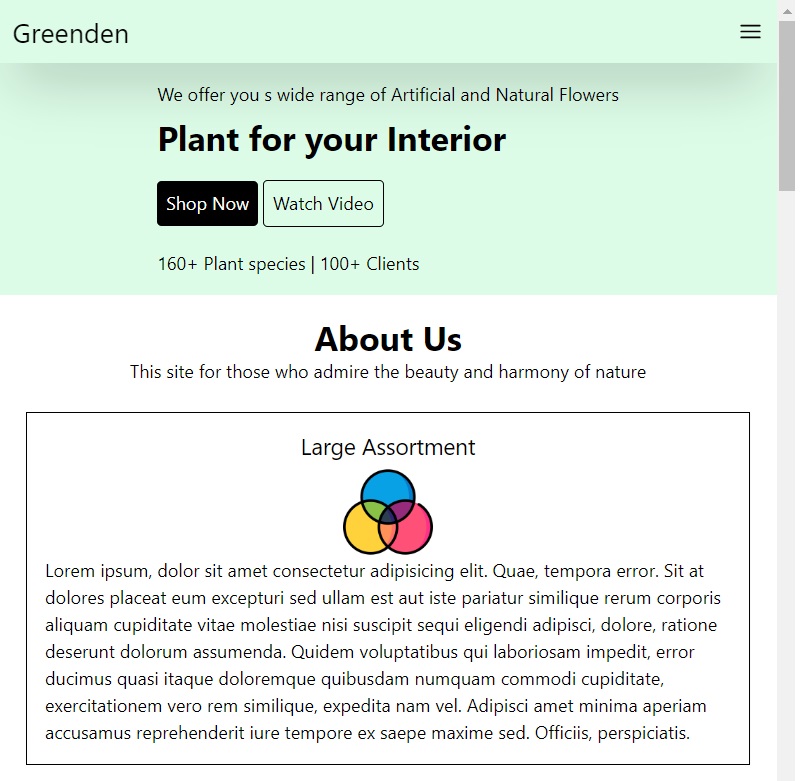 Greenden
We offer you s wide range of Artificial and Natural Flowers
Plant for your Interior
Shop Now Watch Video
160+ Plant species | 100+ Clients
About Us
This site for those who admire the beauty and harmony of nature
Large Assortment
Lorem ipsum, dolor sit amet consectetur adipisicing elit. Quae, tempora error. Sit at
dolores placeat eum excepturi sed ullam est aut iste pariatur similique rerum corporis
aliquam cupiditate vitae molestiae nisi suscipit sequi eligendi adipisci, dolore, ratione
deserunt dolorum assumenda. Quidem voluptatibus qui laboriosam impedit, error
ducimus quasi itaque doloremque quibusdam numquam commodi cupiditate,
exercitationem vero rem similique, expedita nam vel. Adipisci amet minima aperiam
accusamus reprehenderit iure tempore ex saepe maxime sed. Officiis, perspiciatis.